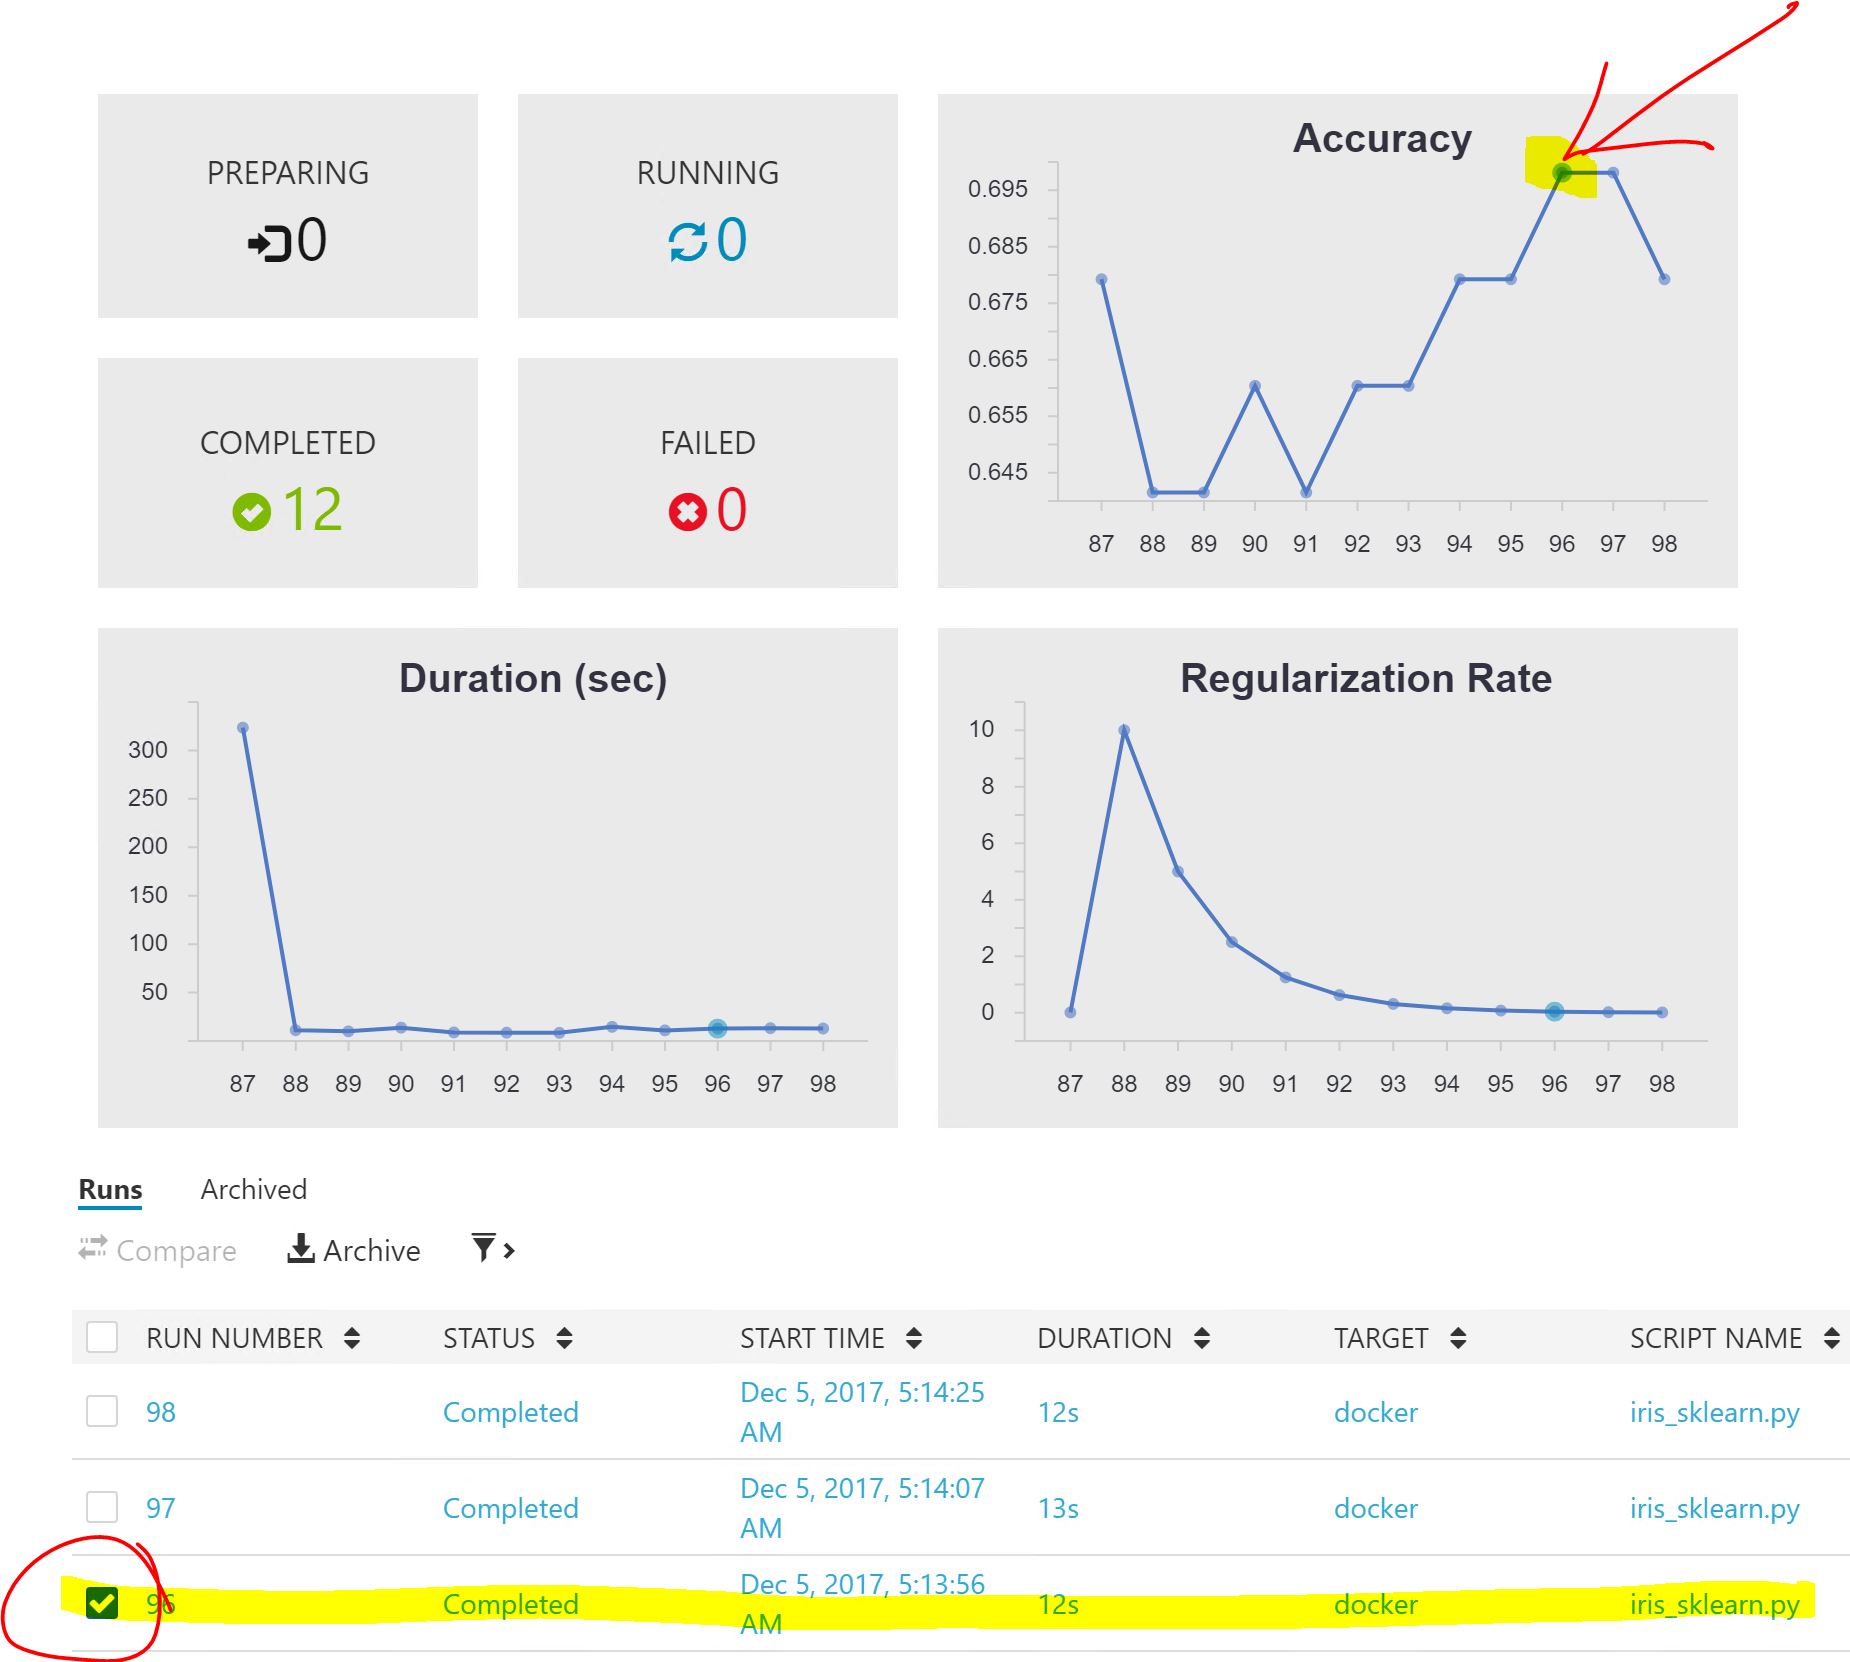 PREPARING
0
RUNNING
0
COMPLETED
12
FAILED
0
Accuracy
0.695
0.685
0.675
0.665
0.655
0.645
87 88 89 90 91 92 93 94 95 96 97 98
Duration (sec)
300
250
200
150
100
50
87 88 89 90 91 92 93 94 95 96 97 98
Regularization Rate
10
8
6
4
2
0
87 88 89 90 91 92 93 94 95 96 97 98
Runs Archived
Compare Archive
RUN NUMBER STATUS START TIME DURATION TARGET SCRIPT NAME
98 Completed Dec 5, 2017, 5:14:25 AM 12s docker iris_sklearn.py
97 Completed Dec 5, 2017, 5:14:07 AM 13s docker iris_sklearn.py
96 Completed Dec 5, 2017, 5:13:56 AM 12s docker iris_sklearn.py